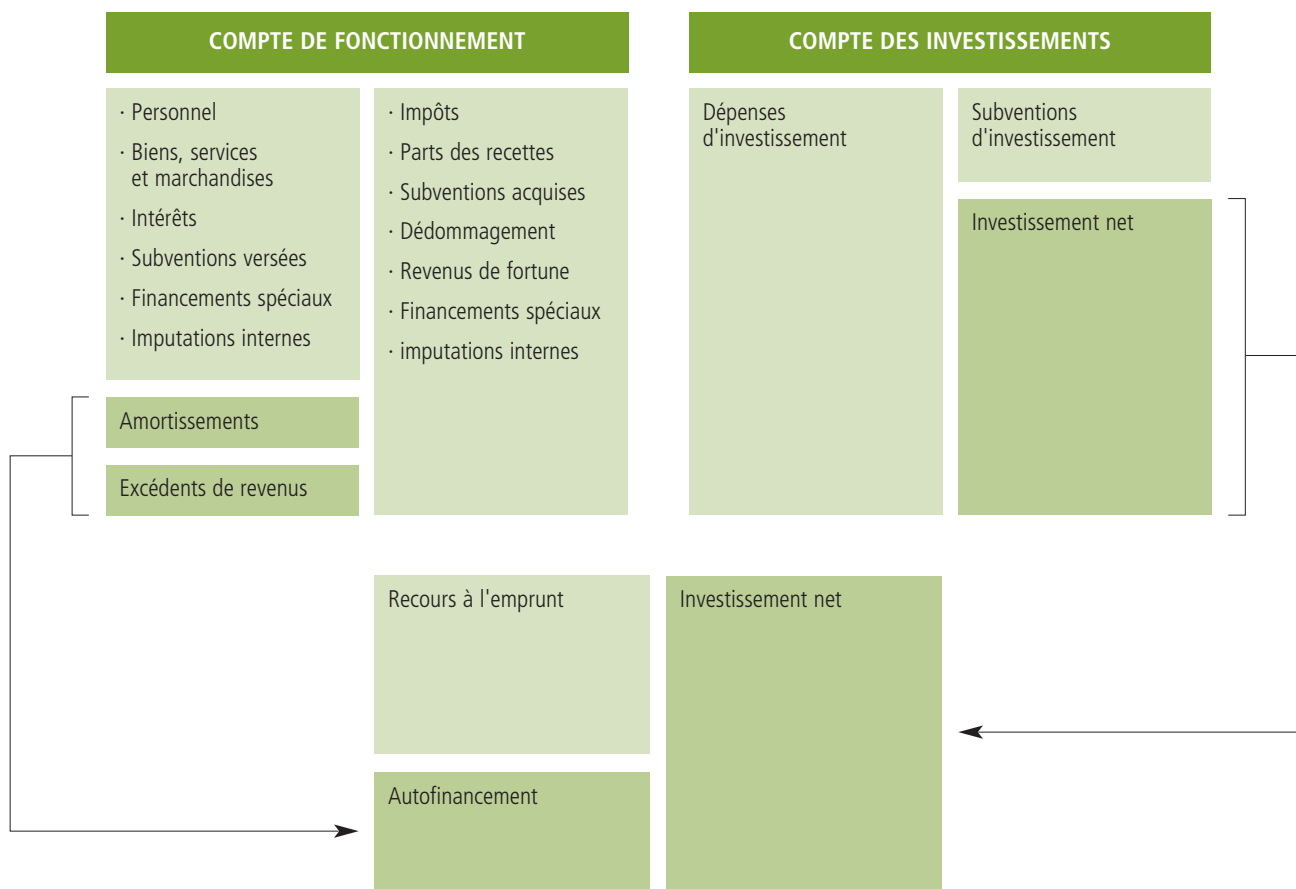 COMPTE DE FONCTIONNEMENT
· Personnel
· Biens, services
et marchandises
· Intérêts
· Subventions versées
· Financements spéciaux
· Imputations internes
Amortissements
Excédents de revenus
· Impôts
· Parts des recettes
· Subventions acquises
· Dédommagement
· Revenus de fortune
· Financements spéciaux
· imputations internes
COMPTE DES INVESTISSEMENTS
Dépenses
d'investissement
Subventions
d'investissement
Investissement net
Recours à l'emprunt
Autofinancement
Investissement net